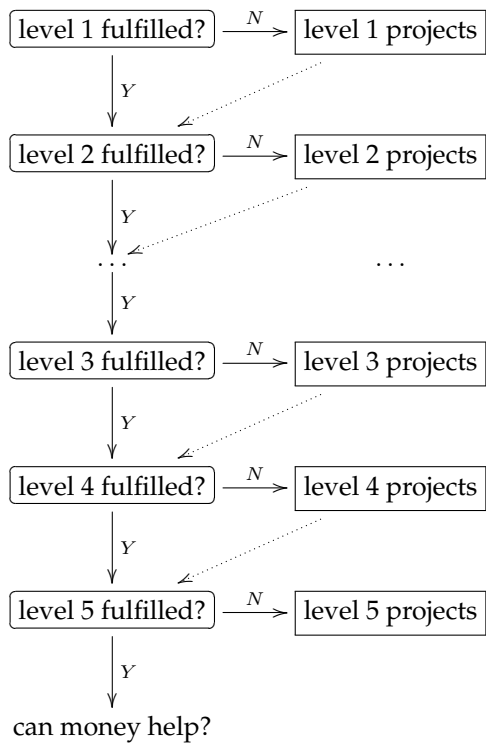 level 1 fulfilled? N level 1 projects
Y
level 2 fulfilled? N level 2 projects
Y
... ...
Y
level 3 fulfilled? N level 3 projects
Y
level 4 fulfilled? N level 4 projects
Y
level 5 fulfilled? N level 5 projects
Y
can money help?